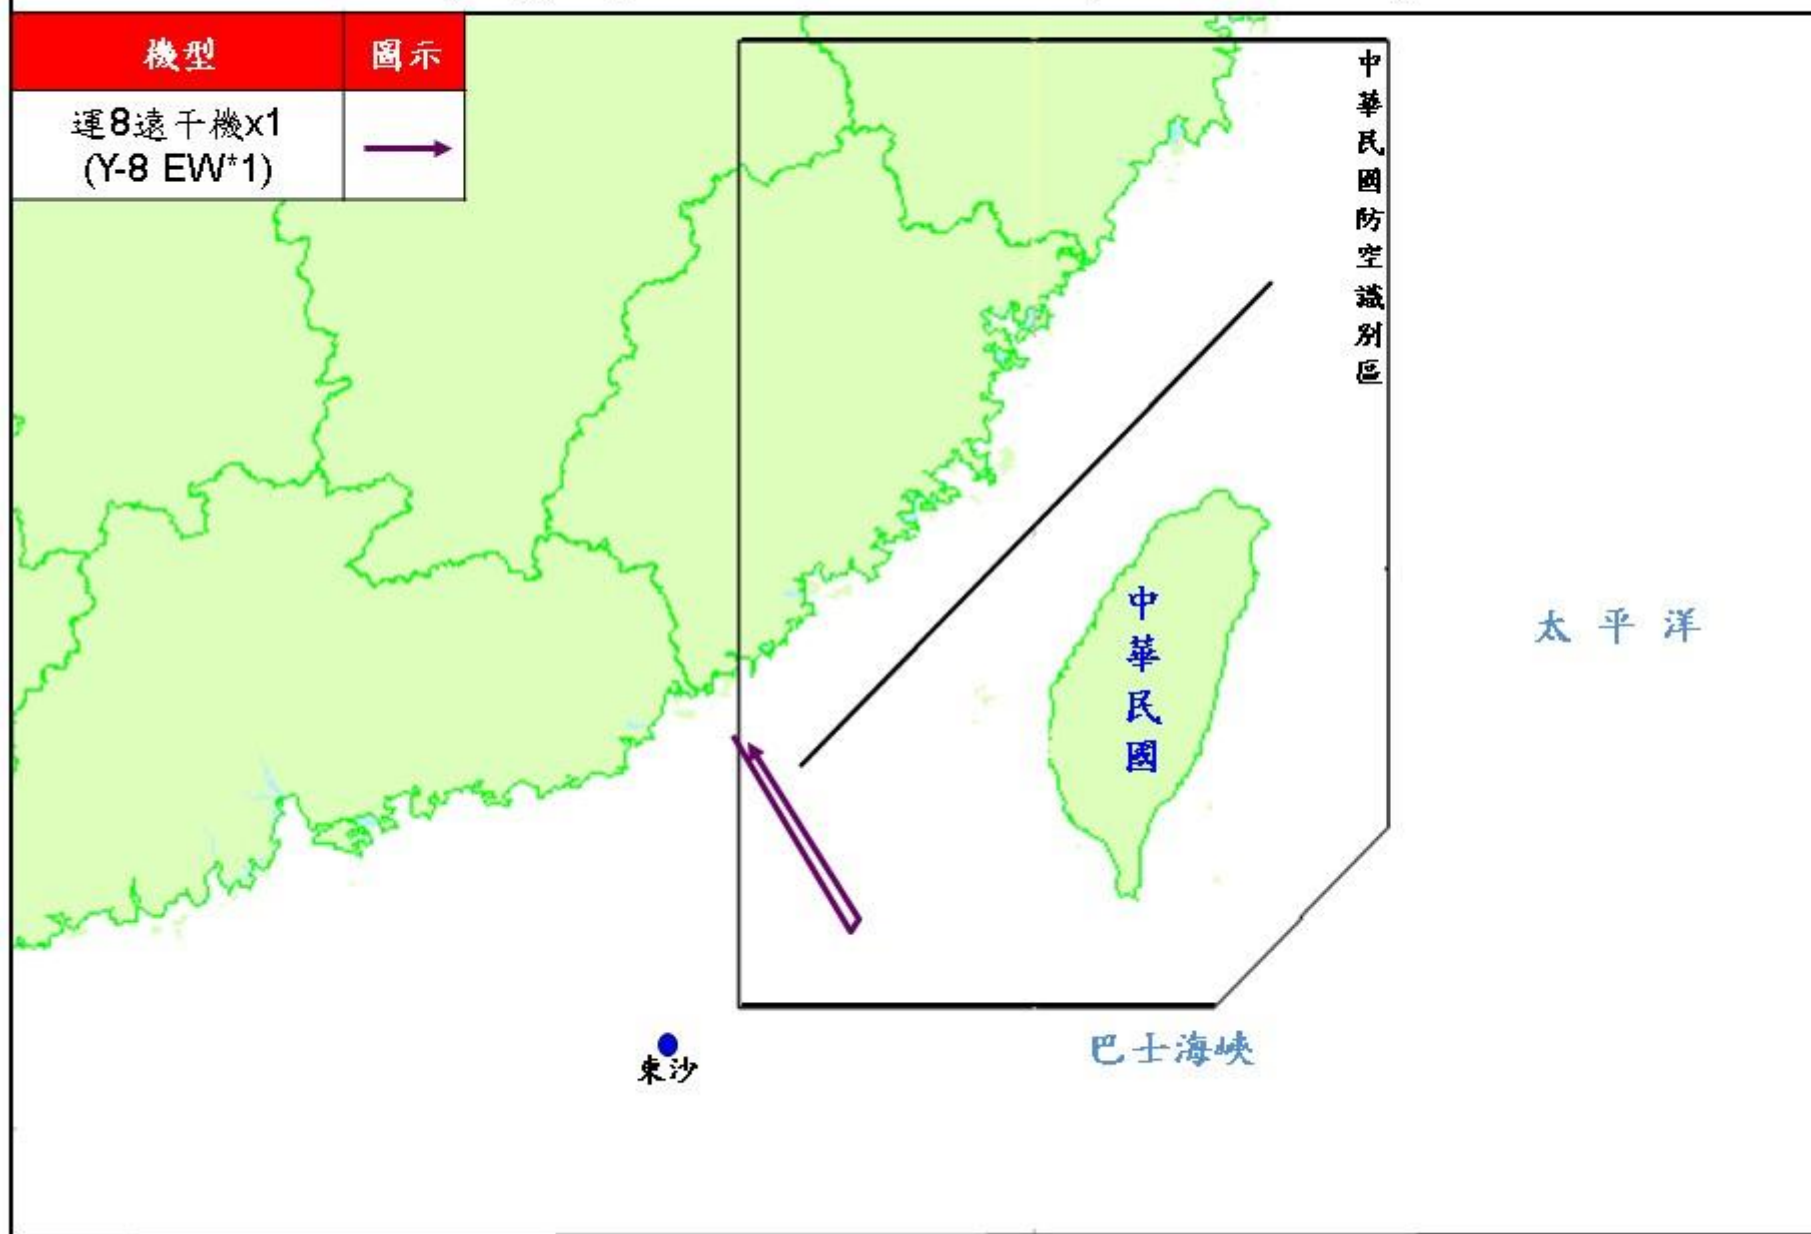 機型
圖示
運8遠干機x1
(Y-8 EW*1)
中華民國防空識別區
中華民國
太平洋
巴士海峽
東沙